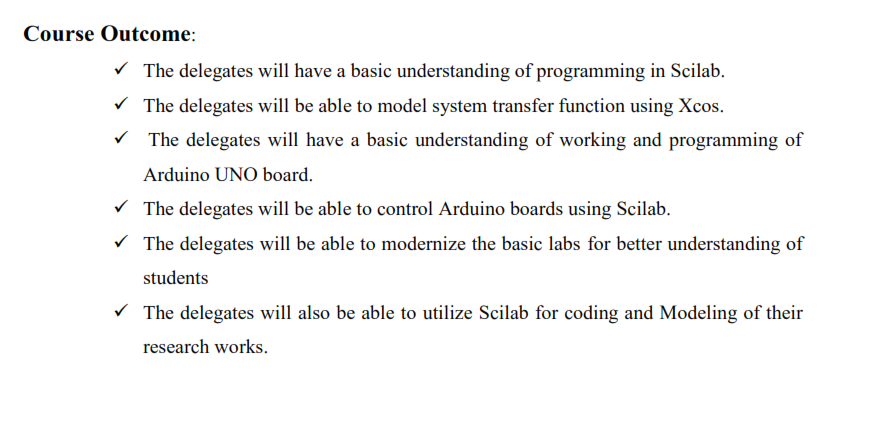 Course Outcome:
✓ The delegates will have a basic understanding of programming in Scilab.
✓ The delegates will be able to model system transfer function using Xcos.
✓ The delegates will have a basic understanding of working and programming of
Arduino UNO board.
✓ The delegates will be able to control Arduino boards using Scilab.
✓ The delegates will be able to modernize the basic labs for better understanding of
students
✓ The delegates will also be able to utilize Scilab for coding and Modeling of their
research works.